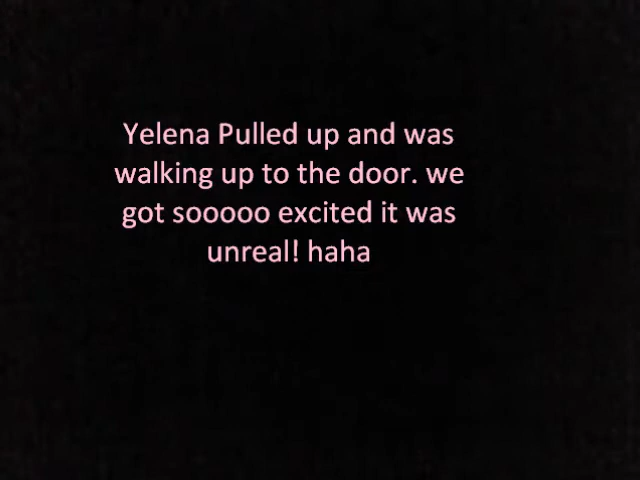 Yelena Pulled up and was
walking up to the door. we
got sooooo excited it was
unreal! haha